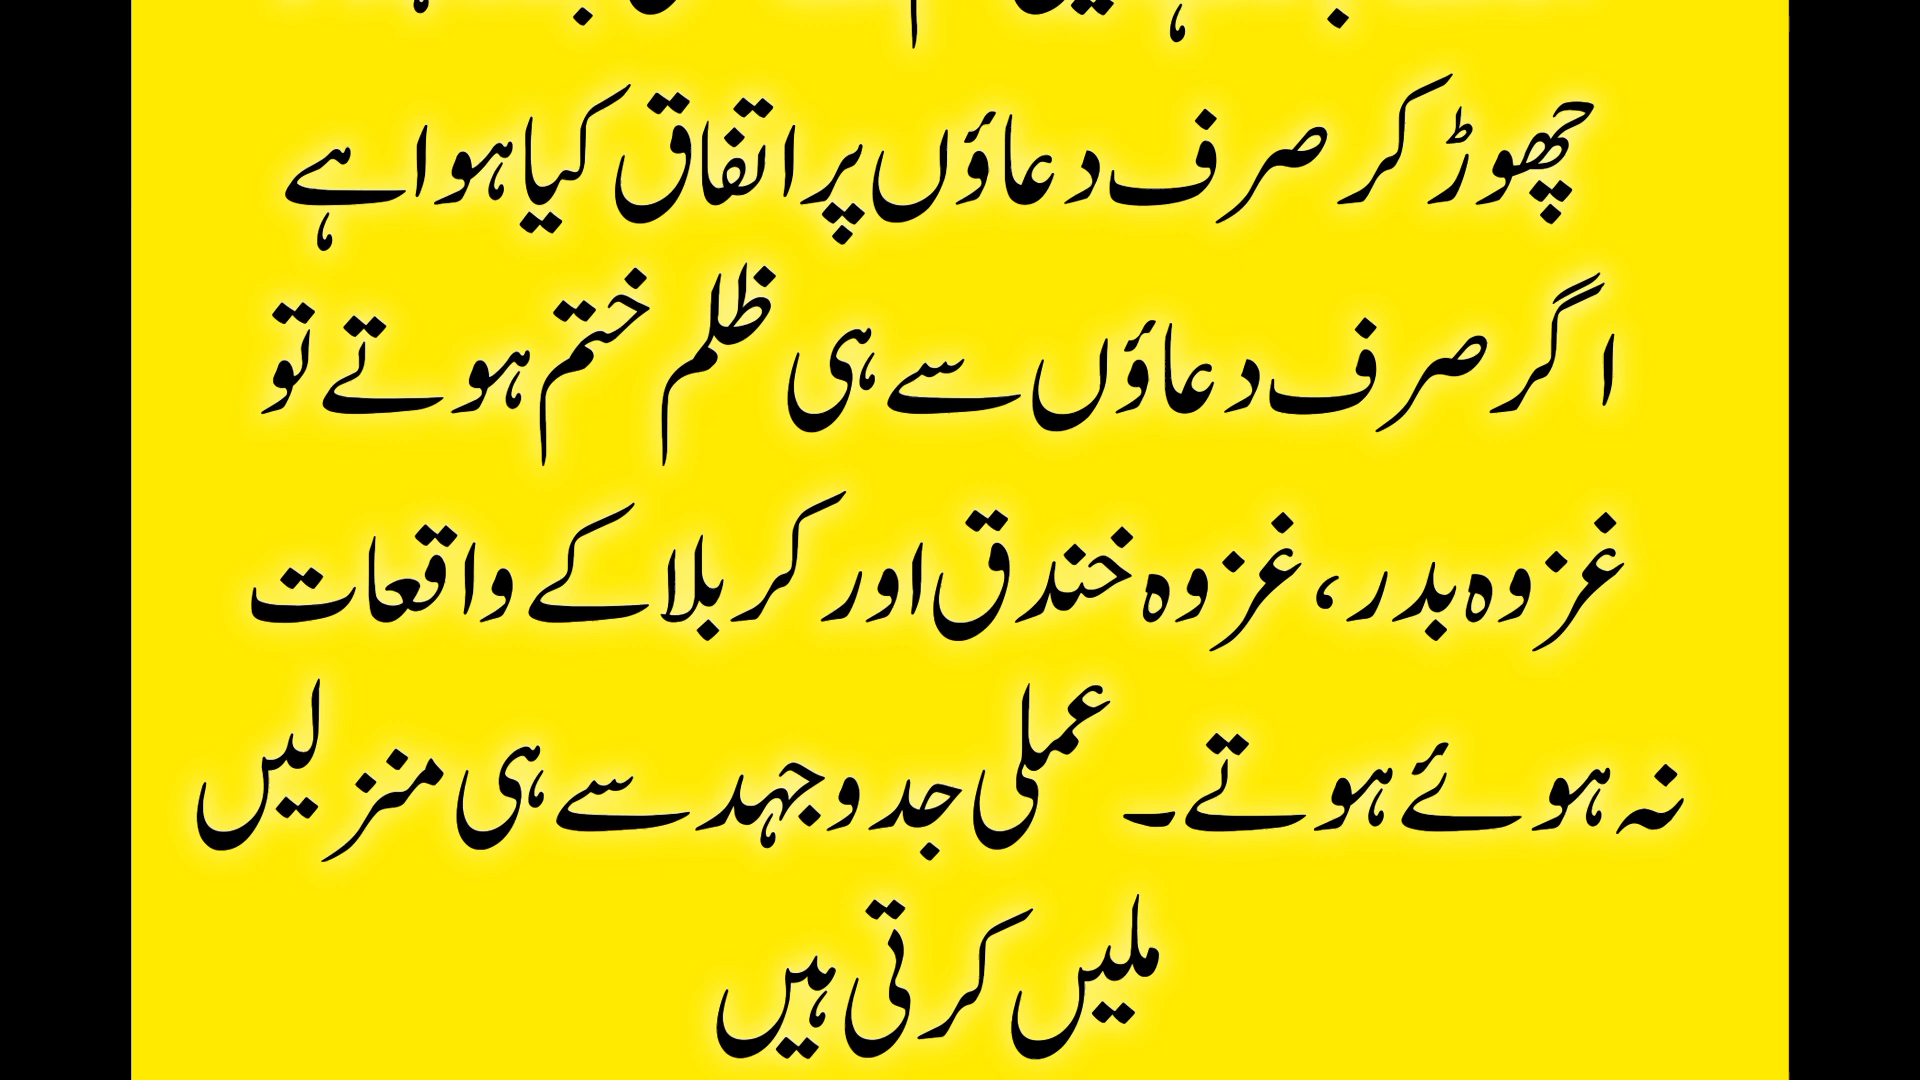 چھوڑ کر صرف دعاؤں پر اتفاق کیا ہوا ہے
اگر صرف دعاؤں سے ہی ظلم ختم ہوتے تو
غزوہ بدر، غزوہ خندق اور کربلا کے واقعات
نہ ہوئے ہوتے۔ عملی جدوجہد سے ہی منزلیں
ملیں کرتی ہیں